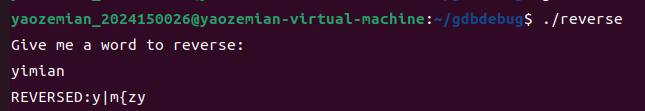 yaozemian_2024150026@yaozemian-virtual-machine:~/gdbdebug$ ./reverse
Give me a word to reverse:
yimian
REVERSED:y|m{zy